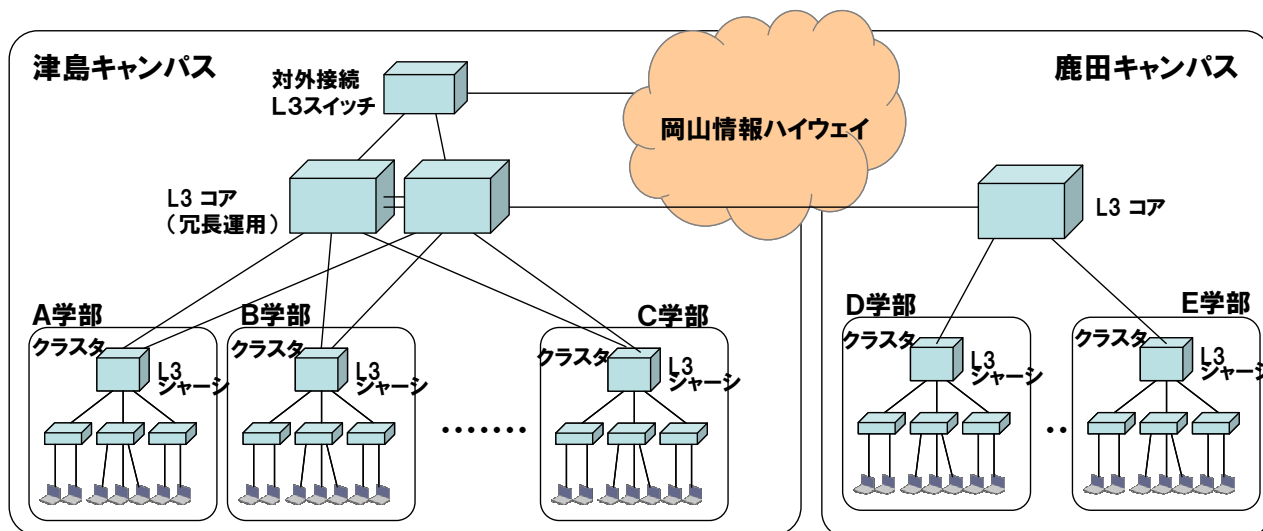 津島キャンパス
対外接続
L3スイッチ
岡山情報ハイウェイ
鹿田キャンパス
L3 コア
（冗長運用）
L3 コア
A学部
クラスタ
L3
シャーシ
B学部
クラスタ
L3
シャーシ
・・・・・・・
C学部
クラスタ
L3
シャーシ
D学部
クラスタ
L3
シャーシ
・・
E学部
クラスタ
L3
シャーシ